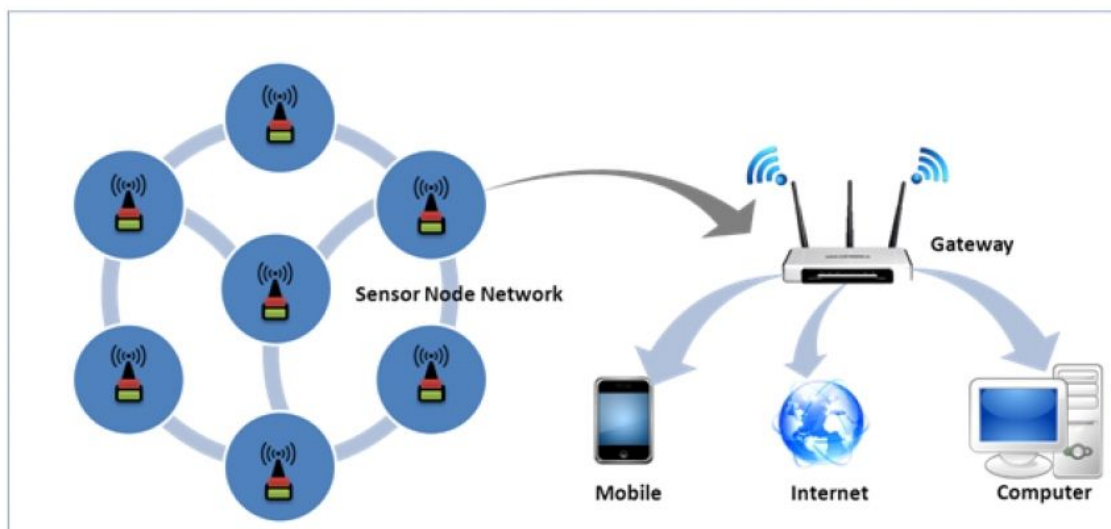 Gateway
Sensor Node Network
Mobile
Internet
Computer